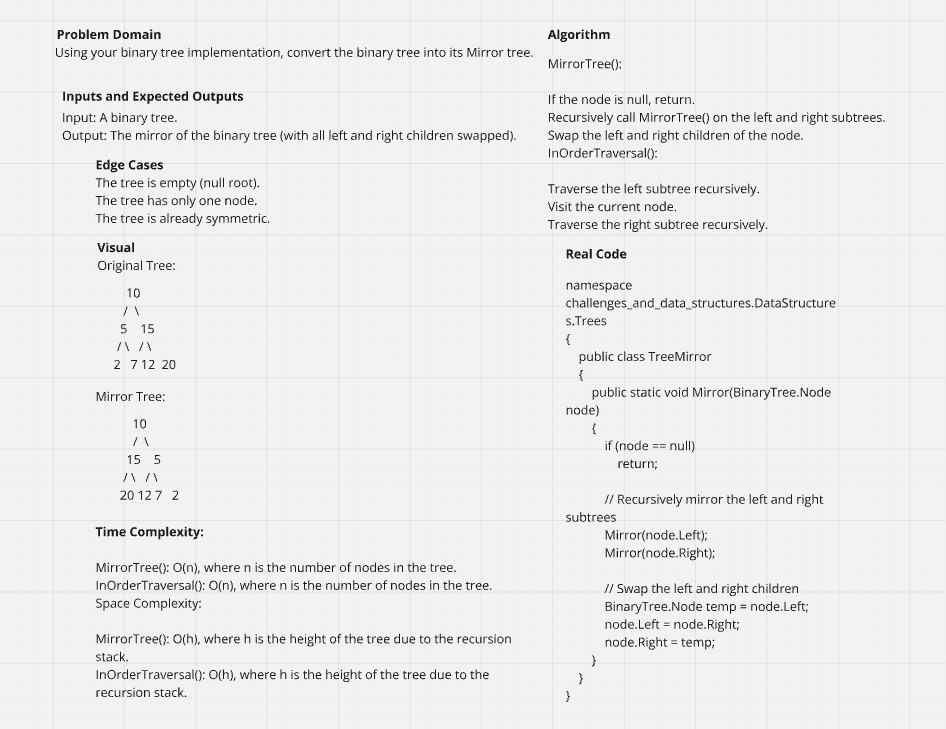 Problem Domain
Using your binary tree implementation, convert the binary tree into its Mirror tree.
Inputs and Expected Outputs
Input: A binary tree.
Output: The mirror of the binary tree (with all left and right children swapped).
Edge Cases
The tree is empty (null root).
The tree has only one node.
The tree is already symmetric.
Visual
Original Tree:
10
/ \
5 15
/ \ / \
2 7 12 20
Mirror Tree:
10
/ \
15 5
/ \ / \
20 12 7 2
Time Complexity:
MirrorTree(): O(n), where n is the number of nodes in the tree.
InOrderTraversal(): O(n), where n is the number of nodes in the tree.
Space Complexity:
MirrorTree(): O(h), where h is the height of the tree due to the recursion
stack.
InOrderTraversal(): O(h), where h is the height of the tree due to the
recursion stack.
Algorithm
MirrorTree():
If the node is null, return.
Recursively call MirrorTree() on the left and right subtrees.
Swap the left and right children of the node.
InOrderTraversal():
Traverse the left subtree recursively.
Visit the current node.
Traverse the right subtree recursively.
Real Code
namespace
challenges_and_data_structures.DataStructure
s.Trees
{
public class TreeMirror
{
public static void Mirror(BinaryTree.Node
node)
{
if (node == null)
return;
// Recursively mirror the left and right
subtrees
Mirror(node.Left);
Mirror(node.Right);
// Swap the left and right children
BinaryTree.Node temp = node.Left;
node.Left = node.Right;
node.Right = temp;
}
}
}